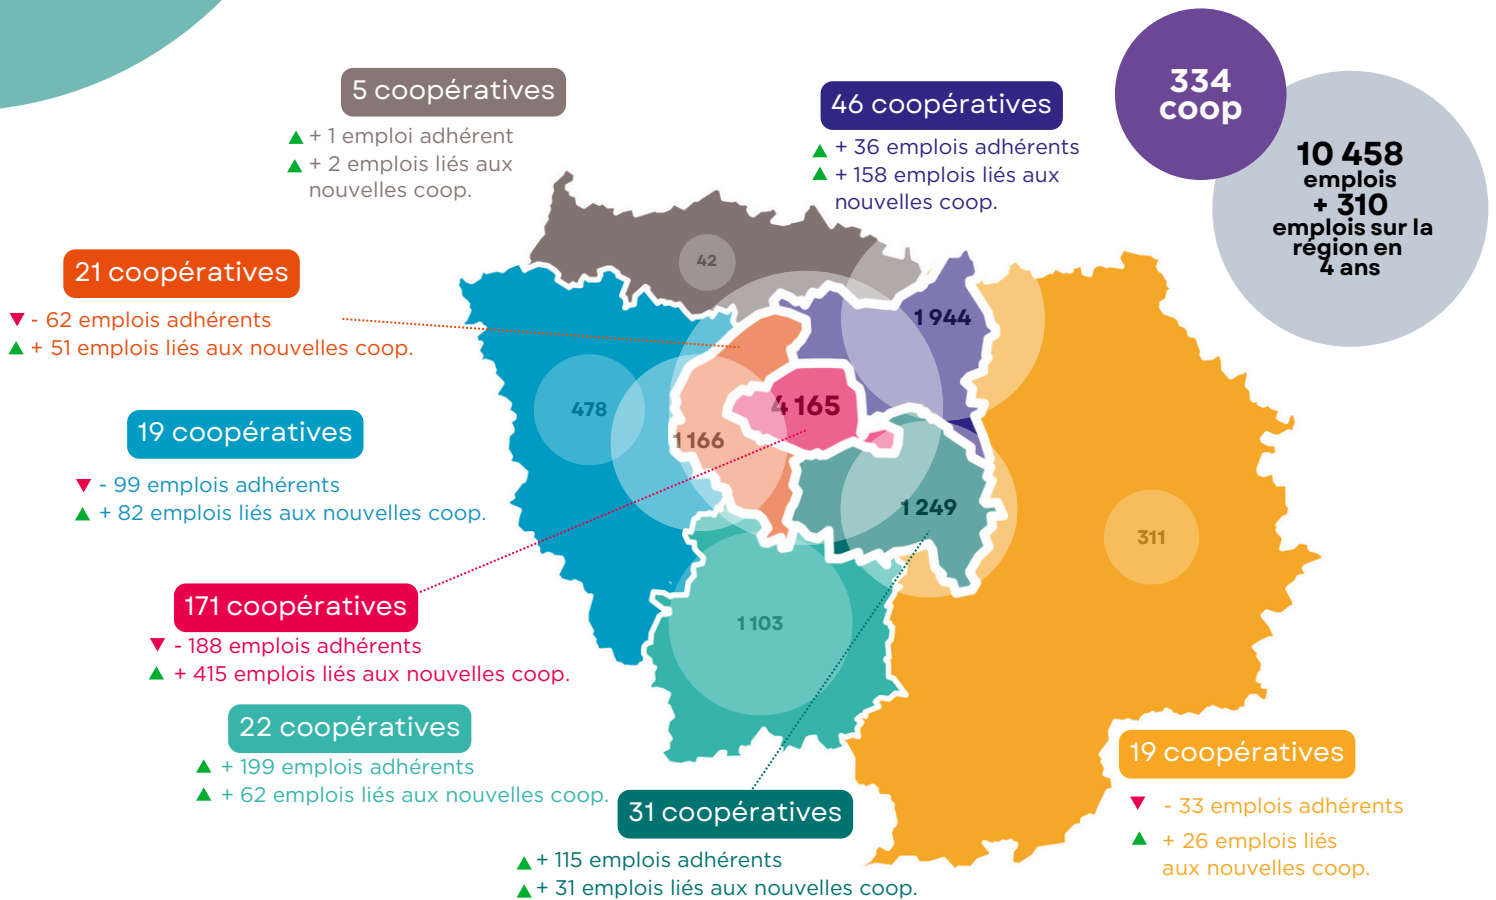 5 coopératives
+ 1 emploi adhérent
+ 2 emplois liés aux
nouvelles coop.
46 coopératives
+ 36 emplois adhérents
+ 158 emplois liés aux
nouvelles coop.
334
coop
10 458
emplois
+ 310
emplois sur la
région en
4 ans
21 coopératives
- 62 emplois adhérents
+ 51 emplois liés aux nouvelles coop.
19 coopératives
- 99 emplois adhérents
+ 82 emplois liés aux nouvelles coop.
171 coopératives
- 188 emplois adhérents
+ 415 emplois liés aux nouvelles coop.
22 coopératives
+ 199 emplois adhérents
+ 62 emplois liés aux nouvelles coop.
31 coopératives
+ 115 emplois adhérents
+ 31 emplois liés aux nouvelles coop.
19 coopératives
- 33 emplois adhérents
+ 26 emplois liés
aux nouvelles coop.
42
1 944
478
4 165
1 166
1 249
311
1 103